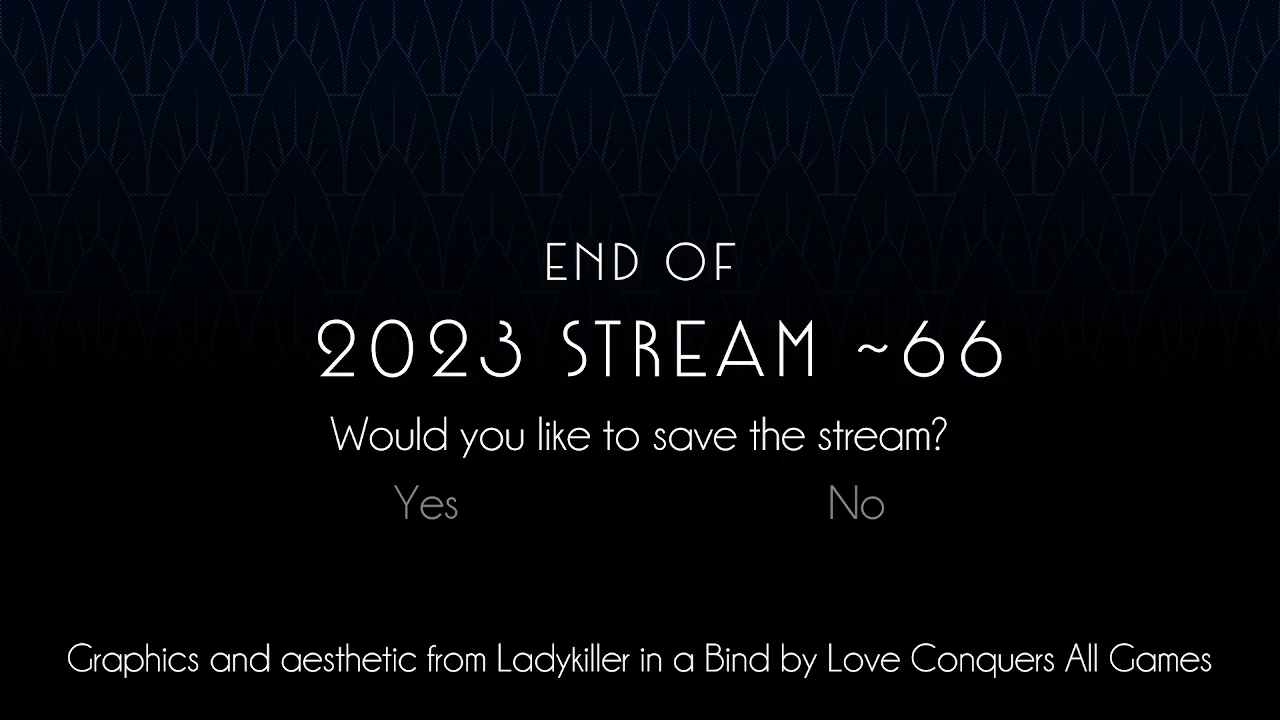 END OF
2023 STREAM ~66
Would you like to save the stream?
Yes No
Graphics and aesthetic from Ladykiller in a Bind by Love Conquers All Games